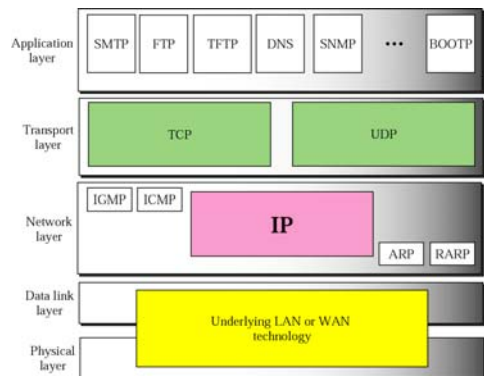 Application
layer
SMTP FTP TFTP DNS SNMP ••• BOOTP
Transport
layer
TCP UDP
Network
layer
IGMP ICMP
IP
ARP RARP
Data link
layer
Underlying LAN or WAN
technology
Physical
layer